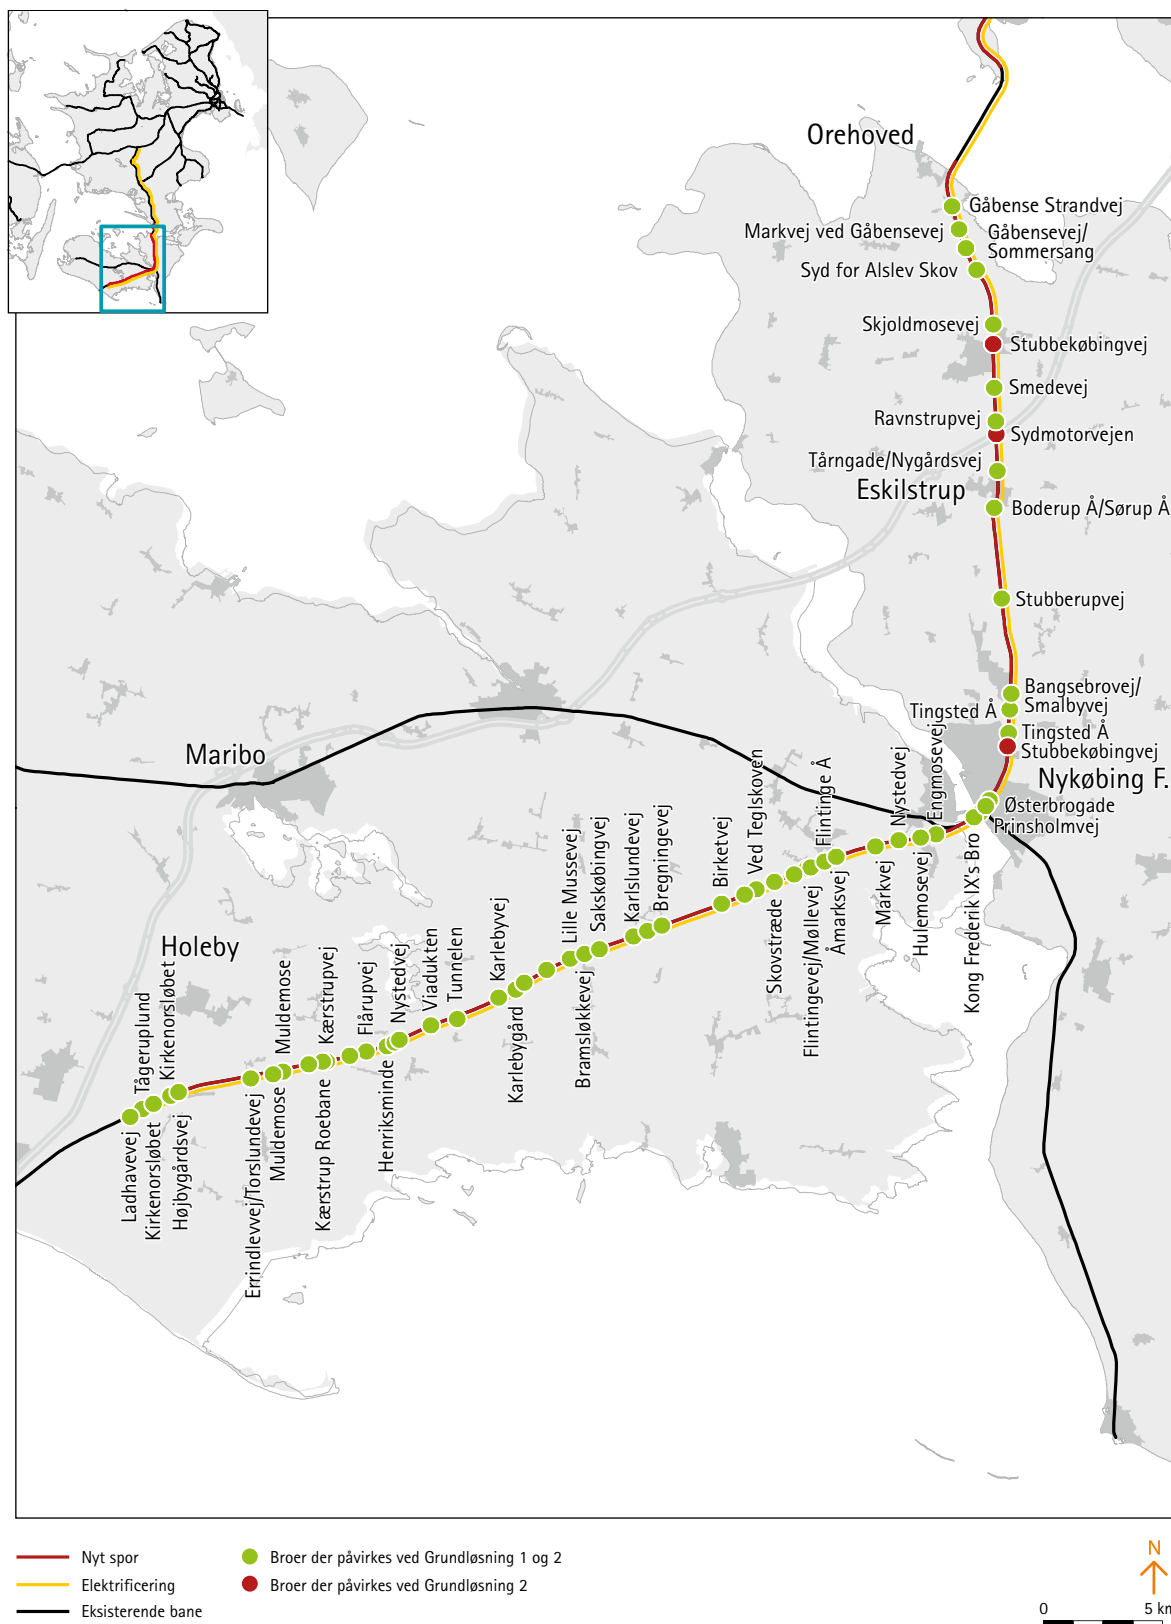 Orehoved
Gåbense Strandvej
Markvej ved Gåbensevej
Gåbensevej/
Sommersang
Syd for Alslev Skov
Skjoldmosevej
Stubbekøbingvej
Smedevej
Ravnstrupvej
Sydmotorvejen
Tårngade/Nygårdsvej
Eskilstrup
Boderup Å/Sørup Å
Stubberupvej
Bangsebrovej/
Smalbyvej
Tingsted Å
Tingsted Å
Stubbekøbingvej
Maribo
Nykøbing F.
Østerbrogade
Prinsholmvej
Kong Frederik IX's Bro
Engmosevej
Hulemosevej
Nystedvej
Markvej
Flintinge Å
Åmarksvej
Flintingevej/Møllevej
Ved Teglskoven
Skovstræde
Birketvej
Bregningevej
Karlslundevej
Sakskøbingvej
Lille Mussevej
Bramsløkkevej
Karlebyvej
Karlebygård
Tunnelen
Viadukten
Nystedvej
Henriksminde
Flårupvej
Kærstrupvej
Kærstrup Roebane
Muldemose
Muldemose
Errindlevvej/Torslundevej
Holeby
Kirkenorsløbet
Tågeruplund
Højbygårdsvej
Kirkenorsløbet
Ladhavevej
Nyt spor
Elektrificering
Eksisterende bane
Broer der påvirkes ved Grundløsning 1 og 2
Broer der påvirkes ved Grundløsning 2
N
0 5 km